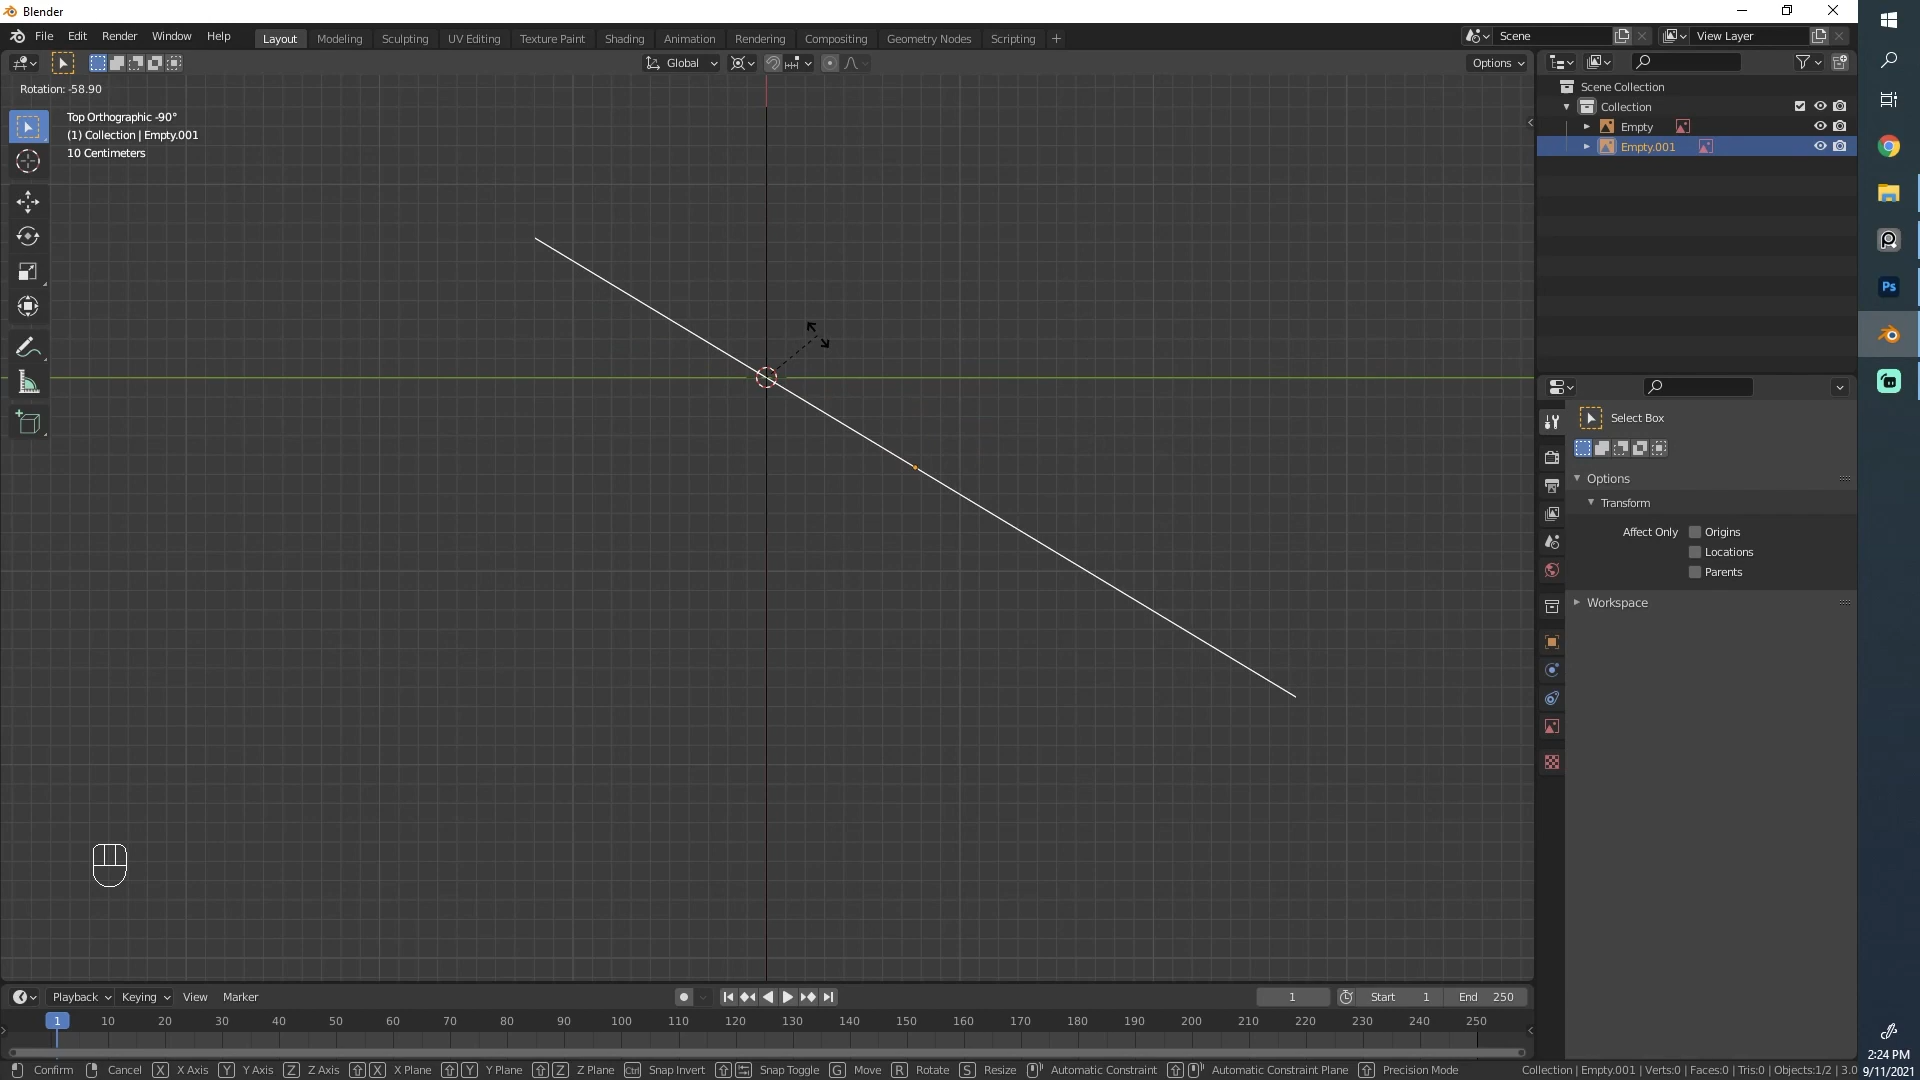 Blender
File Edit Render Window Help Layout Modeling Sculpting UV Editing Texture Paint Shading Animation Rendering Compositing Geometry Nodes Scripting + Scene View Layer
Global Options
Rotation: -58.90
Top Orthographic -90°
(1) Collection | Empty.001
10 Centimeters
Scene Collection
Collection
Empty
Empty.001
Select Box
Options
Transform
Affect Only Origins
Locations
Parents
Workspace
Playback Keying View Marker 1 Start 1 End 250
1 10 20 30 40 50 60 70 80 90 100 110 120 130 140 150 160 170 180 190 200 210 220 230 240 250
Confirm Cancel X X Axis Y Y Axis Z Z Axis X X Plane Y Y Plane Z Z Plane Ctrl Snap Invert Snap Toggle G Move R Rotate S Resize Automatic Constraint Automatic Constraint Plane Precision Mode Collection | Empty.001 | Verts:0 | Faces:0 | Tris:0 | Objects:1/2 | 3.0
Ps
2:24 PM
9/11/2021